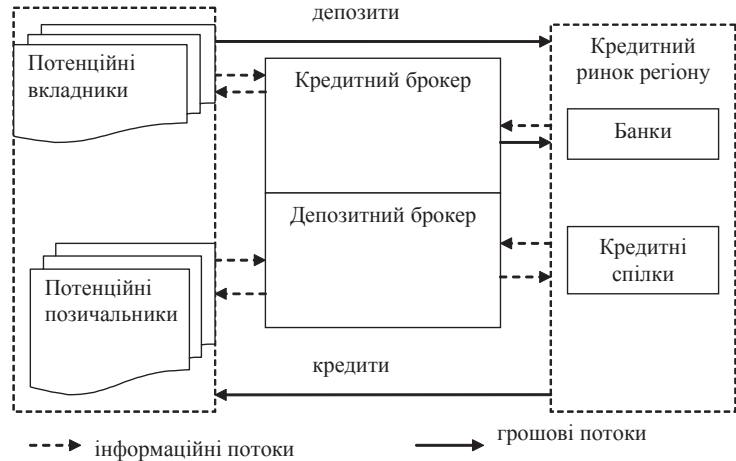 депозити
Потенційні
вкладники
Кредитний брокер
Кредитний
ринок регіону
Банки
Депозитний брокер
Кредитні
спілки
Потенційні
позичальники
кредити
інформаційні потоки
грошові потоки